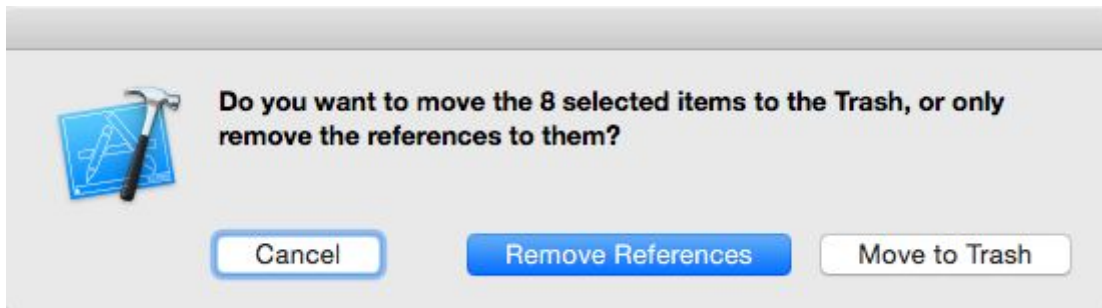 Do you want to move the 8 selected items to the Trash, or only
remove the references to them?
Cancel
Remove References
Move to Trash